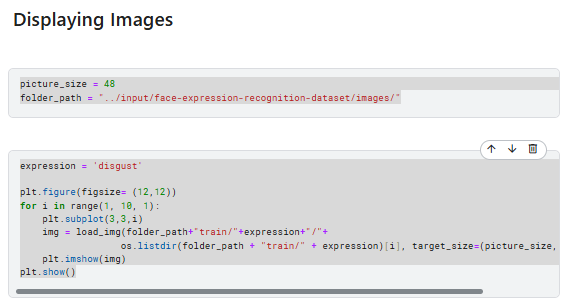 Displaying Images
picture_size = 48
folder_path = "../input/face-expression-recognition-dataset/images/"
expression = 'disgust'
plt.figure(figsize= (12,12))
for i in range(1, 10, 1):
    plt.subplot(3,3,i)
    img = load_img(folder_path+"train/"+expression+"/"+
                  os.listdir(folder_path + "train/" + expression)[i], target_size=(picture_size,
    plt.imshow(img)
plt.show()